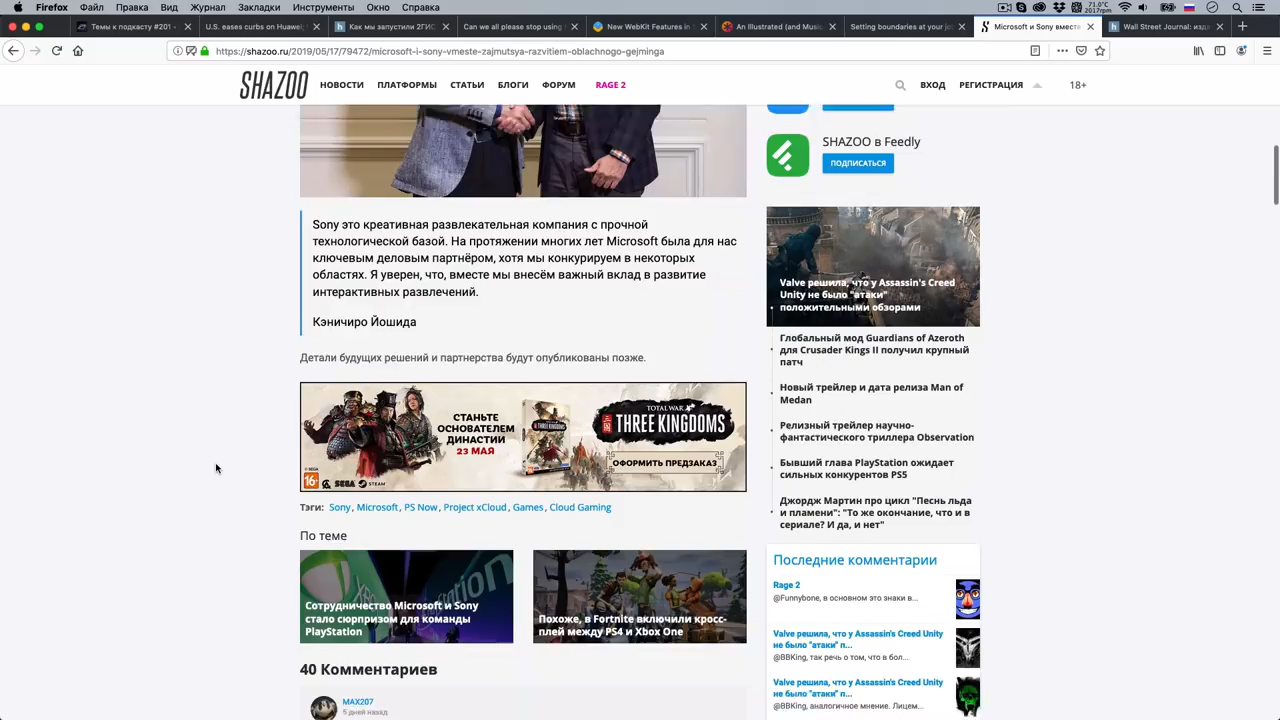 Firefox Файл Правка Вид Журнал Закладки Инструменты Окно Справка
Темы к подкасту #201 -
U.S. eases curbs on Huawei;
Как мы запустили 2ГИС
Can we all please stop using
New WebKit Features in S
An Illustrated (and Music
Setting boundaries at your jo
Microsoft и Sony вместе
Wall Street Journal: изда
https://shazoo.ru/2019/05/17/79472/microsoft-i-sony-vmeste-zajmutsya-razvitiem-oblachnogo-gejminga
SHAZOO
НОВОСТИ ПЛАТФОРМЫ СТАТЬИ БЛОГИ ФОРУМ RAGE 2
ВХОД РЕГИСТРАЦИЯ 18+
SHAZOO в Feedly
ПОДПИСАТЬСЯ
Sony это креативная развлекательная компания с прочной
технологической базой. На протяжении многих лет Microsoft была для нас
ключевым деловым партнёром, хотя мы конкурируем в некоторых
областях. Я уверен, что, вместе мы внесём важный вклад в развитие
интерактивных развлечений.
Кэничиро Йошида
Детали будущих решений и партнерства будут опубликованы позже.
СТАНЬТЕ
ОСНОВАТЕЛЕМ
ДИНАСТИИ
23 МАЯ
TOTAL WAR
THREE KINGDOMS
ОФОРМИТЬ ПРЕДЗАКАЗ
16+
SEGA
STEAM
Тэги: Sony, Microsoft, PS Now, Project xCloud, Games, Cloud Gaming
По теме
Сотрудничество Microsoft и Sony
стало сюрпризом для команды
PlayStation
Похоже, в Fortnite включили кросс-
плей между PS4 и Xbox One
40 Комментариев
MAX207
5 дней назад
Valve решила, что у Assassin's Creed
Unity не было "атаки"
положительными обзорами
Глобальный мод Guardians of Azeroth
для Crusader Kings II получил крупный
патч
Новый трейлер и дата релиза Man of
Medan
Релизный трейлер научно-
фантастического триллера Observation
Бывший глава PlayStation ожидает
сильных конкурентов PS5
Джордж Мартин про цикл "Песнь льда
и пламени": "То же окончание, что и в
сериале? И да, и нет"
Последние комментарии
Rage 2
@Funnybone, в основном это знаки в...
Valve решила, что у Assassin's Creed Unity
не было "атаки" п...
@BBKing, так речь о том, что в бол...
Valve решила, что у Assassin's Creed Unity
не было "атаки" п...
@BBKing, аналогичное мнение. Лицем...